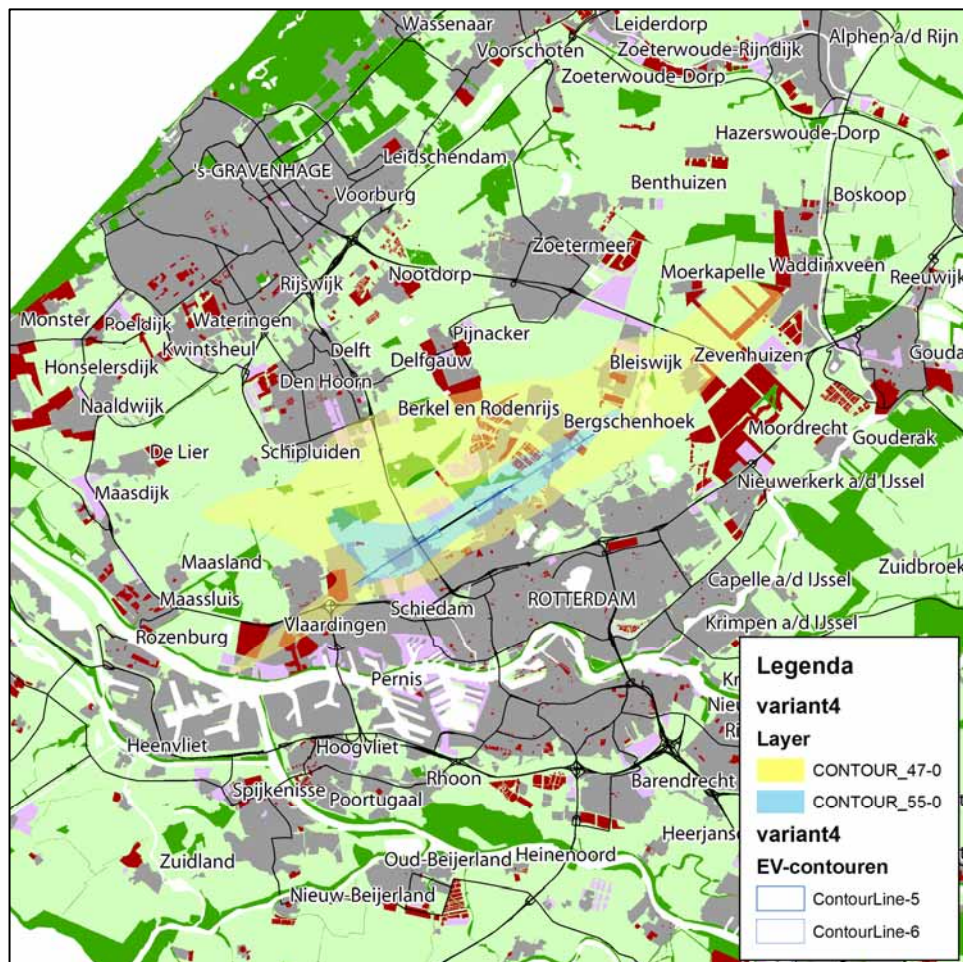 Wassenaar
Leiderdorp
Voorschoten
Zoeterwoude-Rijndijk
Alphen a/d Rijn
Zoeterwoude-Dorp
Hazerswoude-Dorp
Leidschendam
's-GRAVENHAGE
Benthuizen
Voorburg
Boskoop
Zoetermeer
Nootdorp
Moerkapelle
Waddinxveen
Rijswijk
Reeuwijk
Monster
Poeldijk
Wateringen
Pijnacker
Kwintsheul
Delft
Delfgauw
Bleiswijk
Zevenhuizen
Gouda
Honselersdijk
Den Hoorn
Naaldwijk
Berkel en Rodenrijs
Bergschenhoek
Moordrecht
De Lier
Schipluiden
Gouderak
Maasdijk
Nieuwerkerk a/d IJssel
Maasland
Zuidbroek
Maassluis
Capelle a/d IJssel
Schiedam
ROTTERDAM
Vlaardingen
Krimpen a/d IJssel
Rozenburg
Pernis
Kr
Nieu
Ri
Heenvliet
Hoogvliet
Rhoon
Barendrecht
Spijkenisse
Poortugaal
Heerjans
Zuidland
Oud-Beijerland
Heinenoord
Nieuw-Beijerland
Legenda
variant4
Layer
CONTOUR_47-0
CONTOUR_55-0
variant4
EV-contouren
ContourLine-5
ContourLine-6